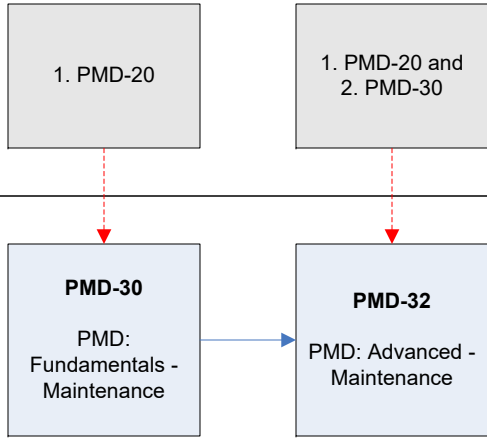 1. PMD-20
1. PMD-20 and
2. PMD-30
PMD-30
PMD:
Fundamentals -
Maintenance
PMD-32
PMD: Advanced -
Maintenance